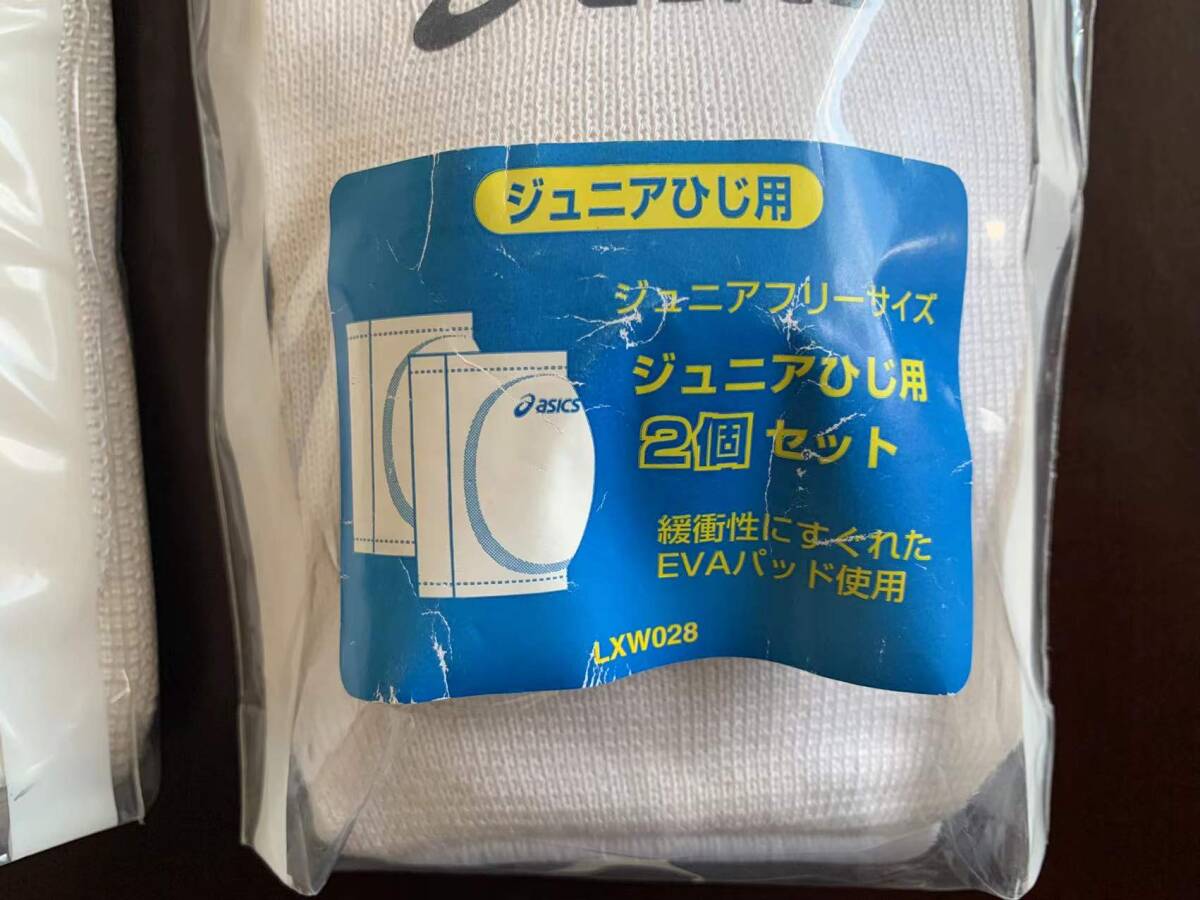 ジュニアひじ用
ジュニアフリーサイズ
ジュニアひじ用
2個 セット
asics
緩衝性にすぐれた
EVAパッド使用
LXW028